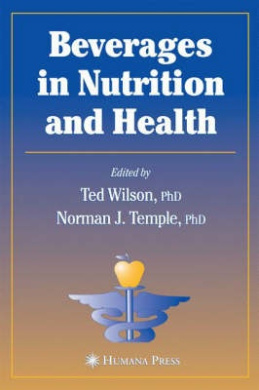 Beverages
in Nutrition
and Health
Edited by
Ted Wilson, PhD
Norman J. Temple, PhD
Humana Press